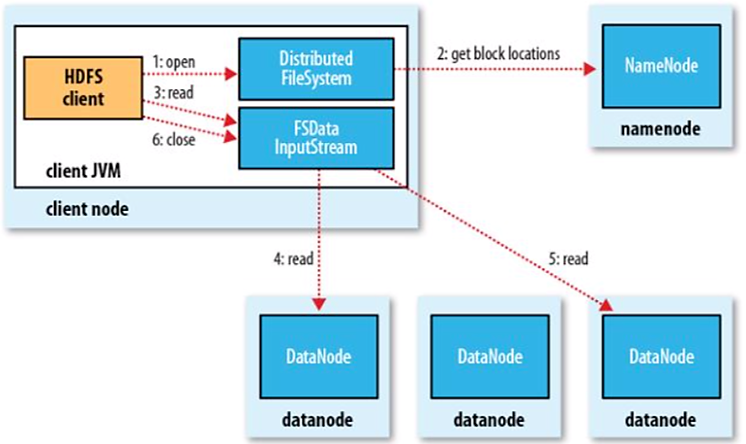 HDFS
client
1: open
3: read
6: close
Distributed
FileSystem
FSData
InputStream
client JVM
client node
2: get block locations
NameNode
namenode
4: read
5: read
DataNode
datanode
DataNode
datanode
DataNode
datanode